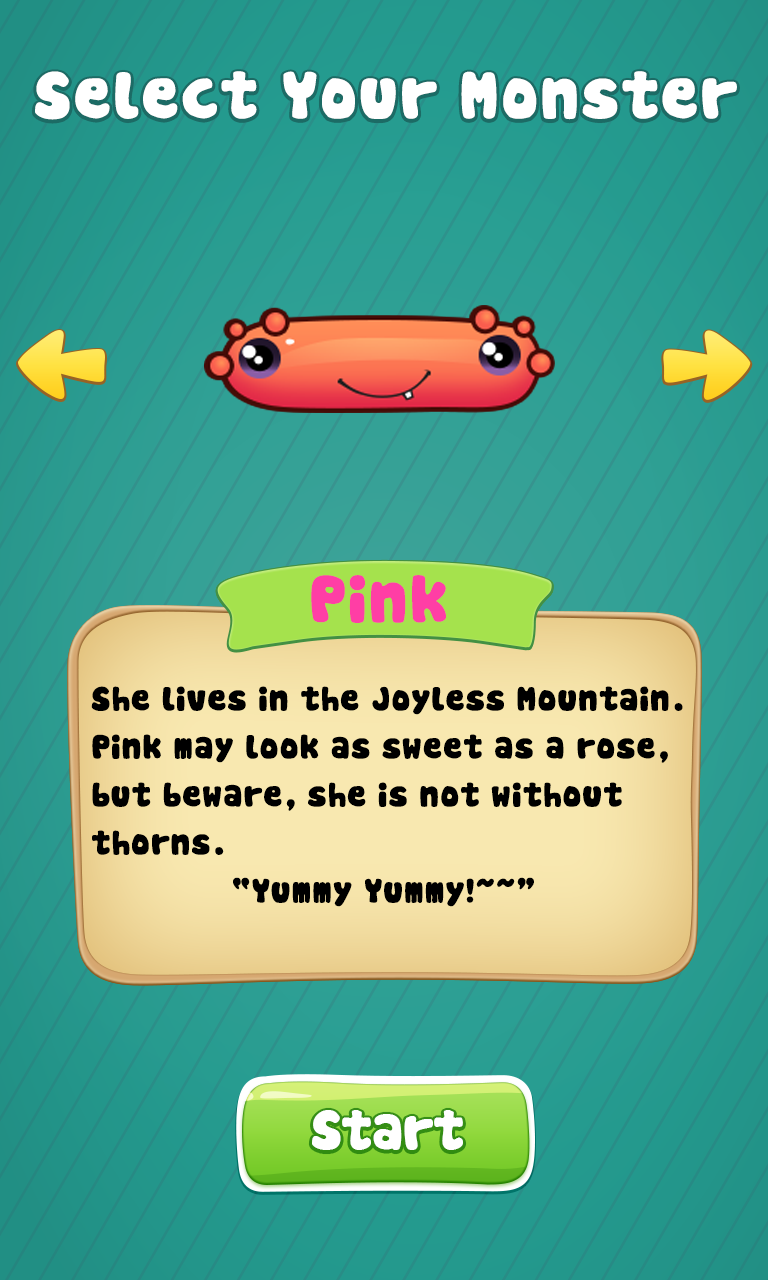 Select Your Monster
Pink
She lives in the Joyless Mountain.
Pink may look as sweet as a rose,
but beware, she is not without
thorns.
"Yummy Yummy!~~"
Start